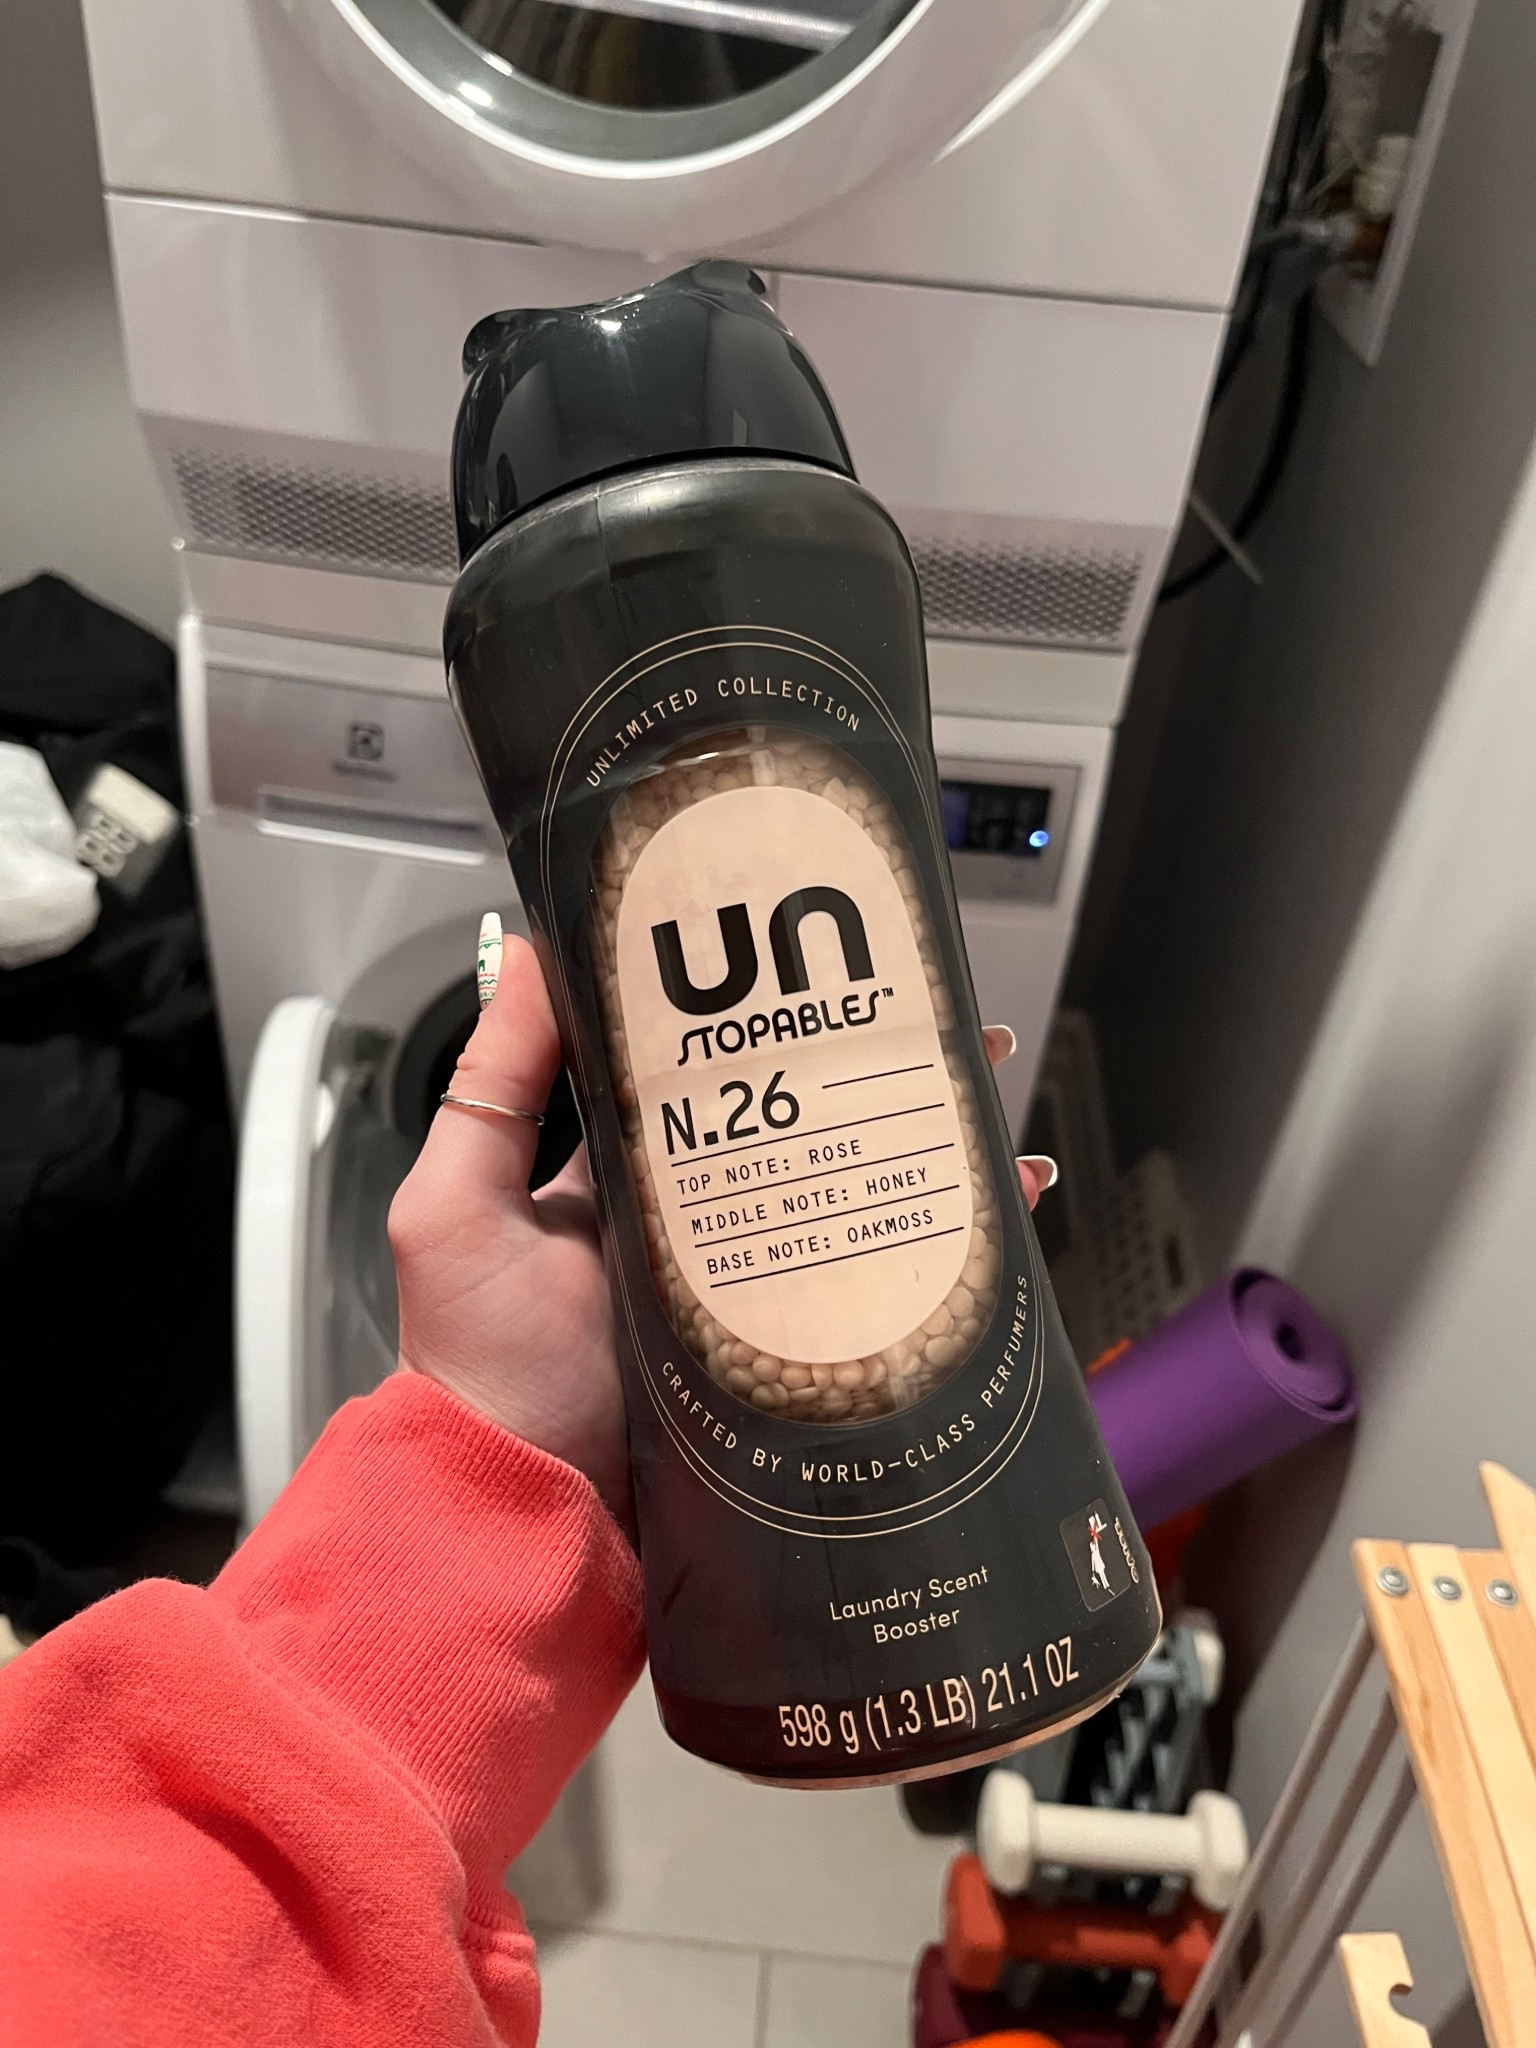 UNLIMITED COLLECTION
un
STOPABLES™
N.26
TOP NOTE: ROSE
MIDDLE NOTE: HONEY
BASE NOTE: OAKMOSS
CRAFTED BY WORLD-CLASS PERFUMERS
Laundry Scent
Booster
598 g (1.3 LB) 21.1 OZ